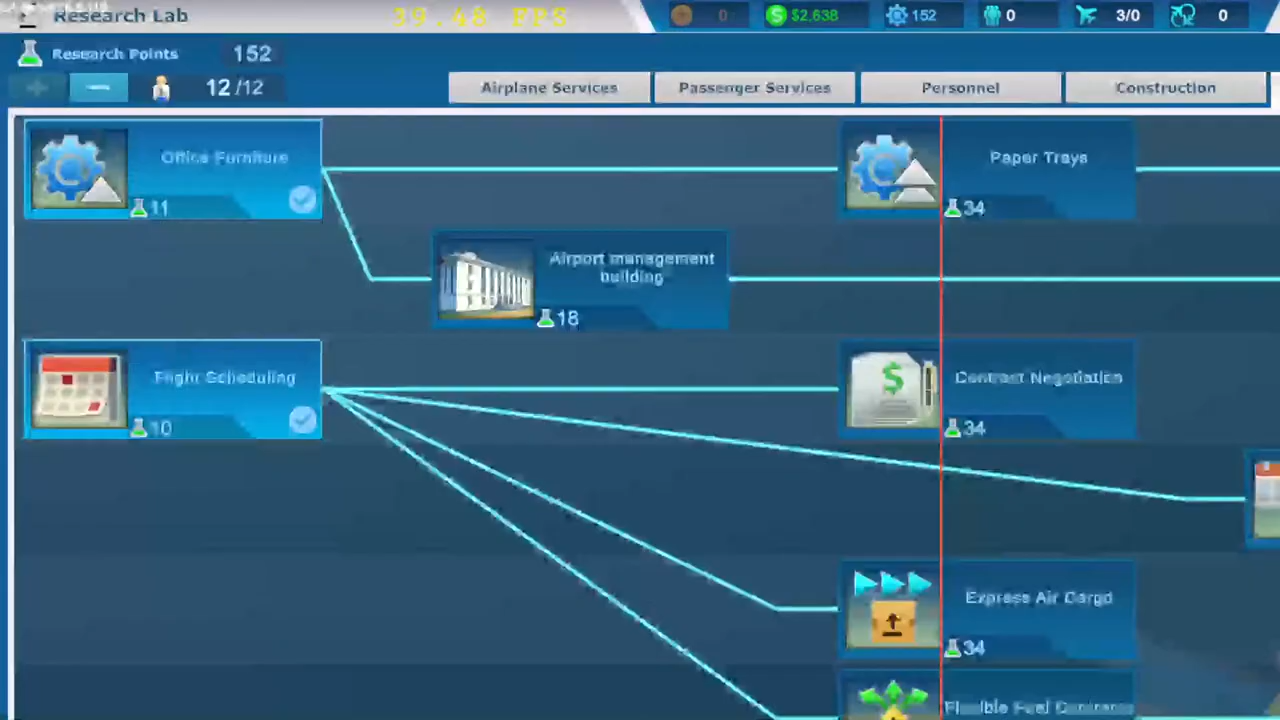 Research Lab
39.48 FPS
0
$2,638
152
0
3/0
0
Research Points 152
12/12
Airplane Services
Passenger Services
Personnel
Construction
Office Furniture
11
Paper Trays
34
Airport management
building
18
Flight Scheduling
10
Contract Negotiation
34
Express Air Cargo
34
Flexible Fuel